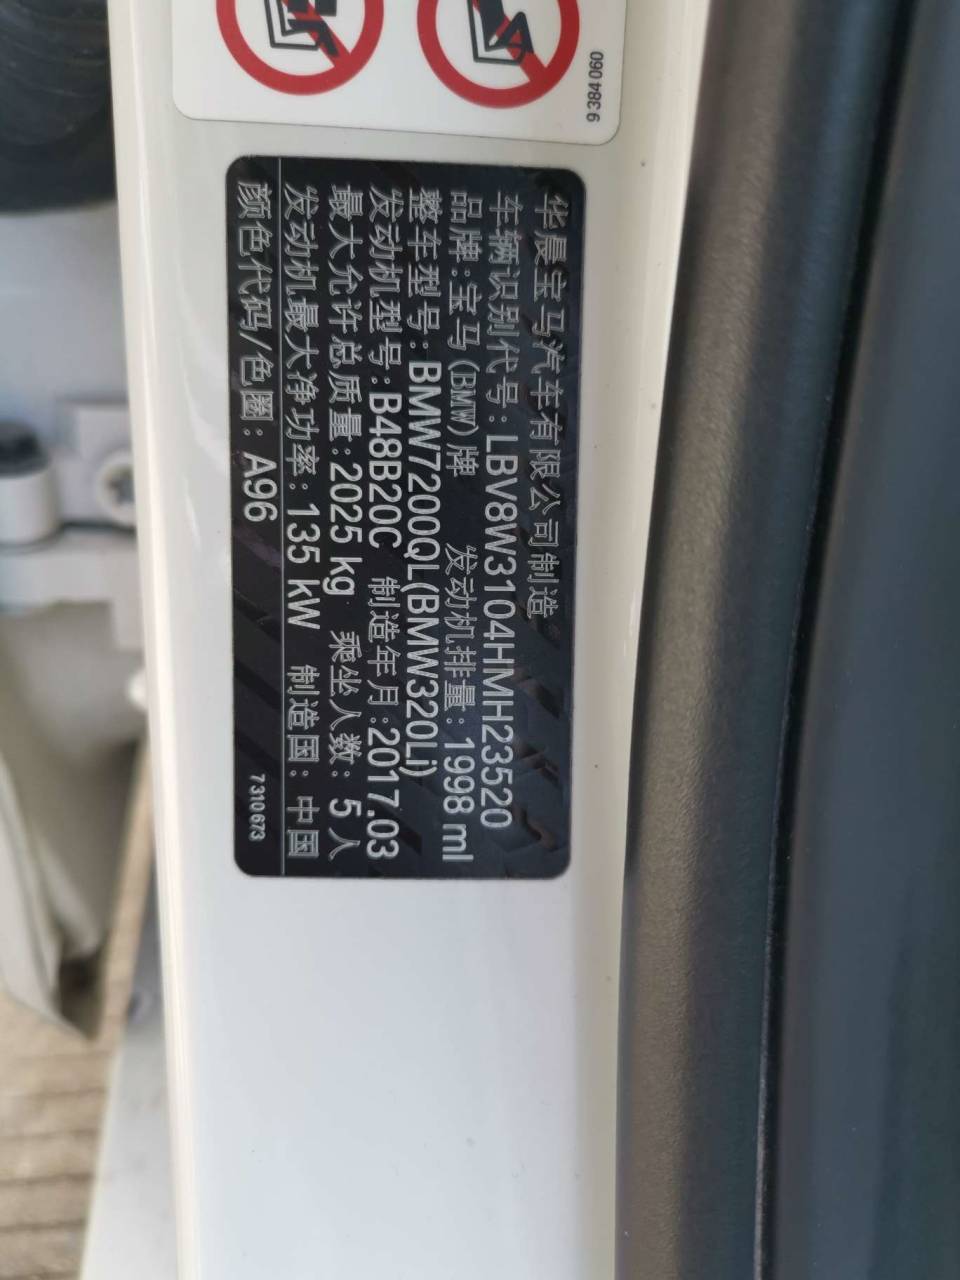 9 384 060
华晨宝马汽车有限公司制造
车辆识别代号:LBV8W3104HMH23520
品牌:宝马(BMW)牌 发动机排量:1998 ml
整车型号:BMW7200QL(BMW320Li)
发动机型号:B48B20C 制造年月:2017.03
最大允许总质量:2025 kg 乘坐人数:5人
发动机最大净功率:135 kW 制造国:中国
颜色代码/色圈:A96 7310673